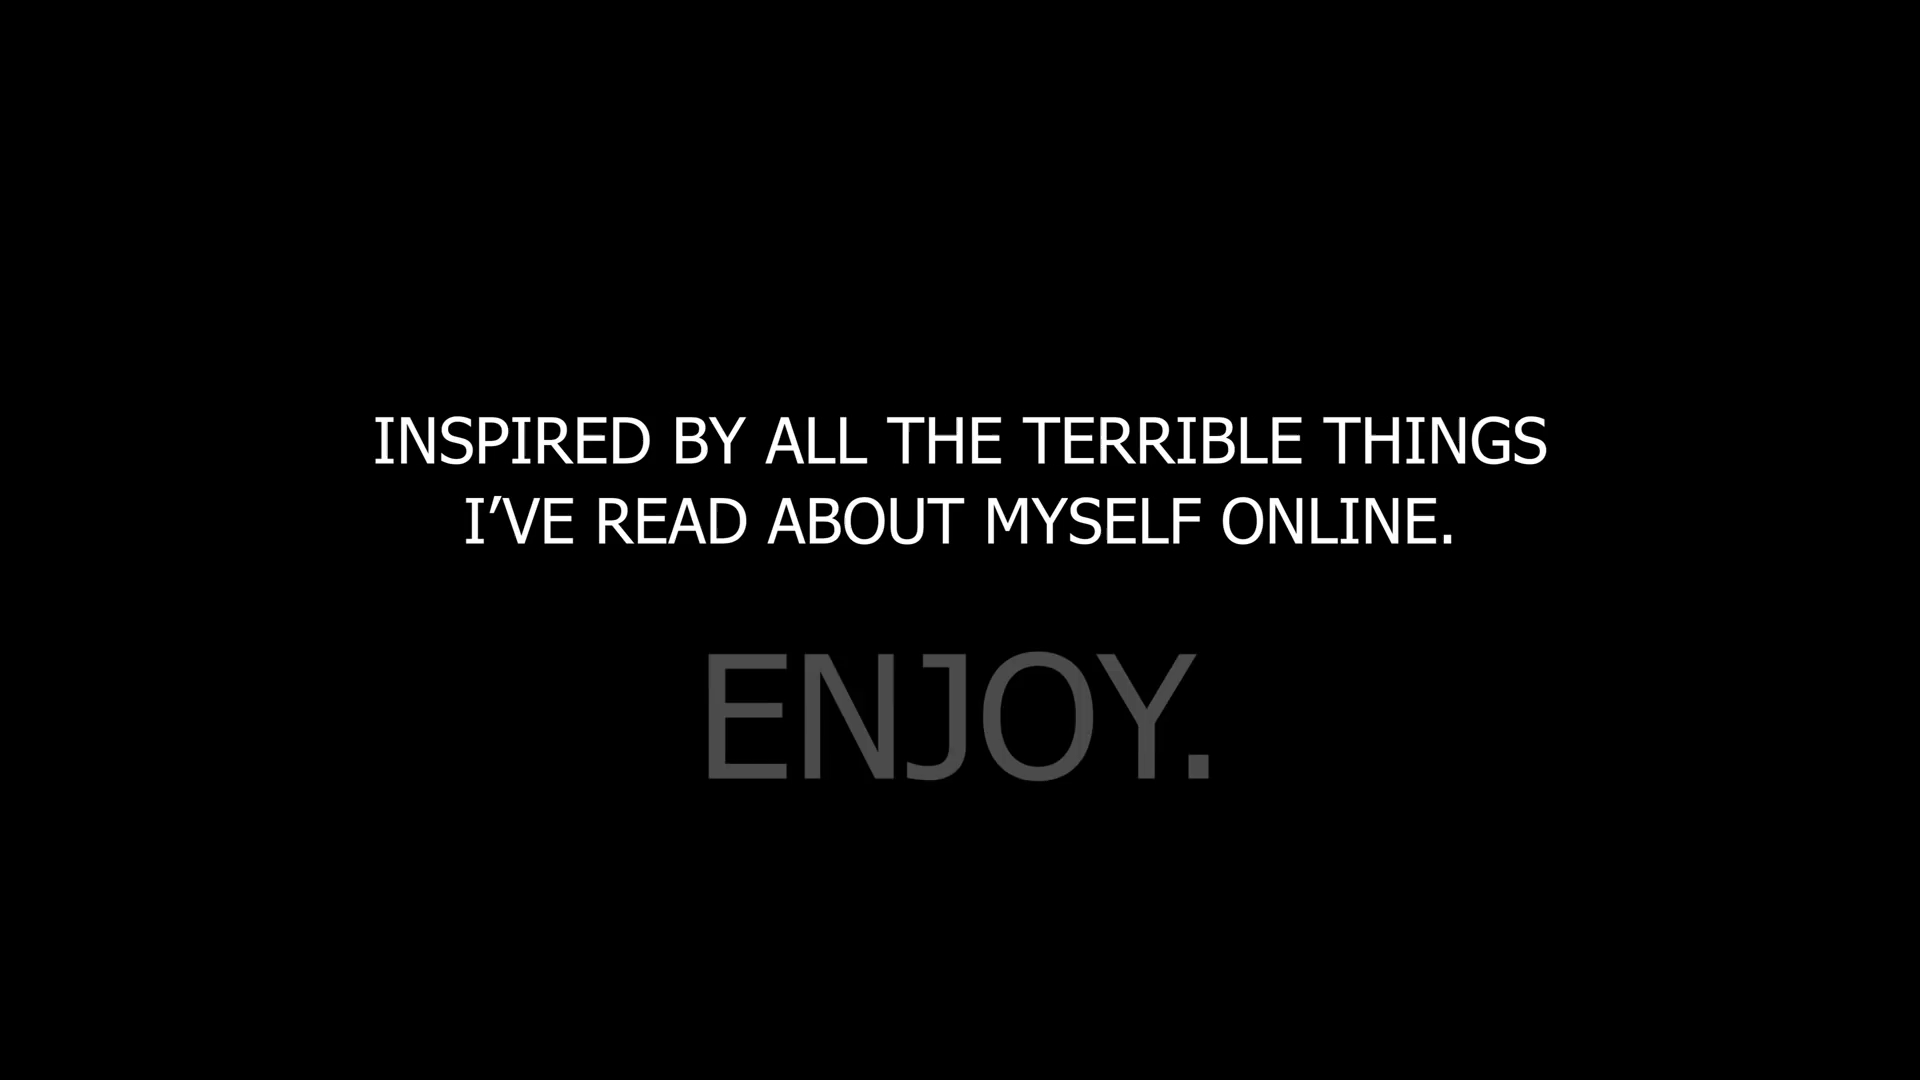 INSPIRED BY ALL THE TERRIBLE THINGS
I’VE READ ABOUT MYSELF ONLINE.
ENJOY.